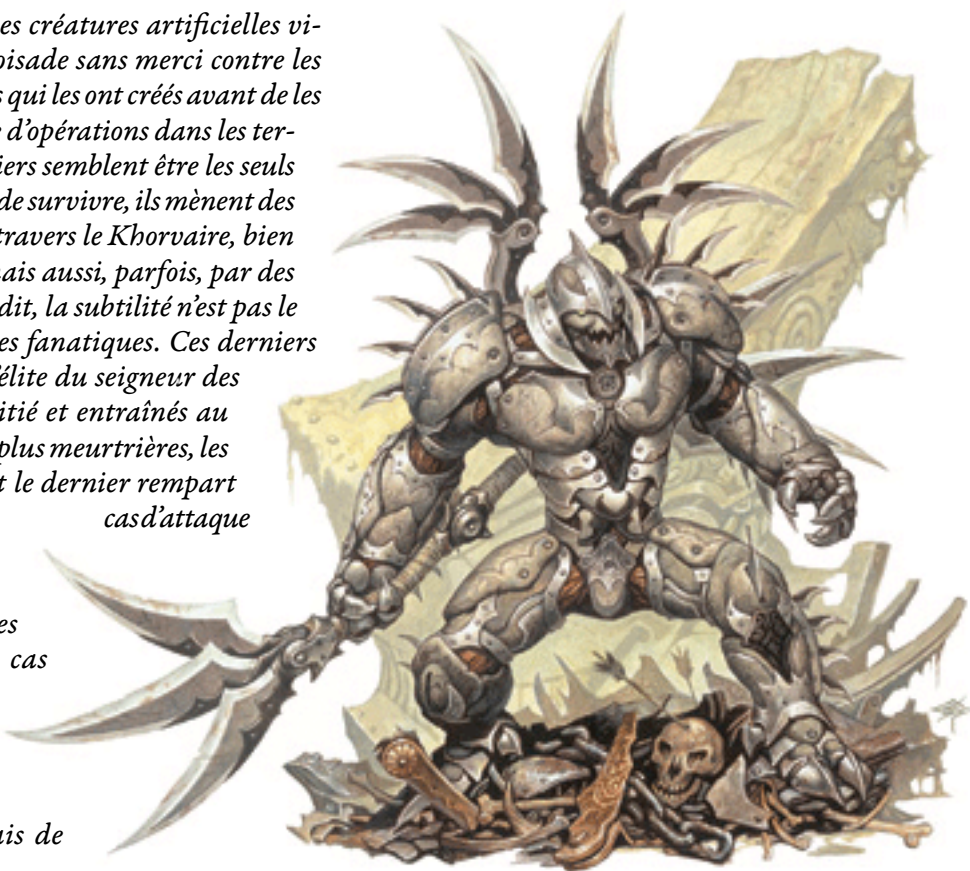 es créatures artificielles vi-
oisade sans merci contre les
s qui les ont créés avant de les
e d'opérations dans les ter-
iers semblent être les seuls
de survivre, ils mènent des
travers le Khorvaire, bien
ais aussi, parfois, par des
dit, la subtilité n'est pas le
es fanatiques. Ces derniers
élite du seigneur des
itié et entraînés au
plus meurtrières, les
t le dernier rempart
cas d'attaque
es
cas
uis de